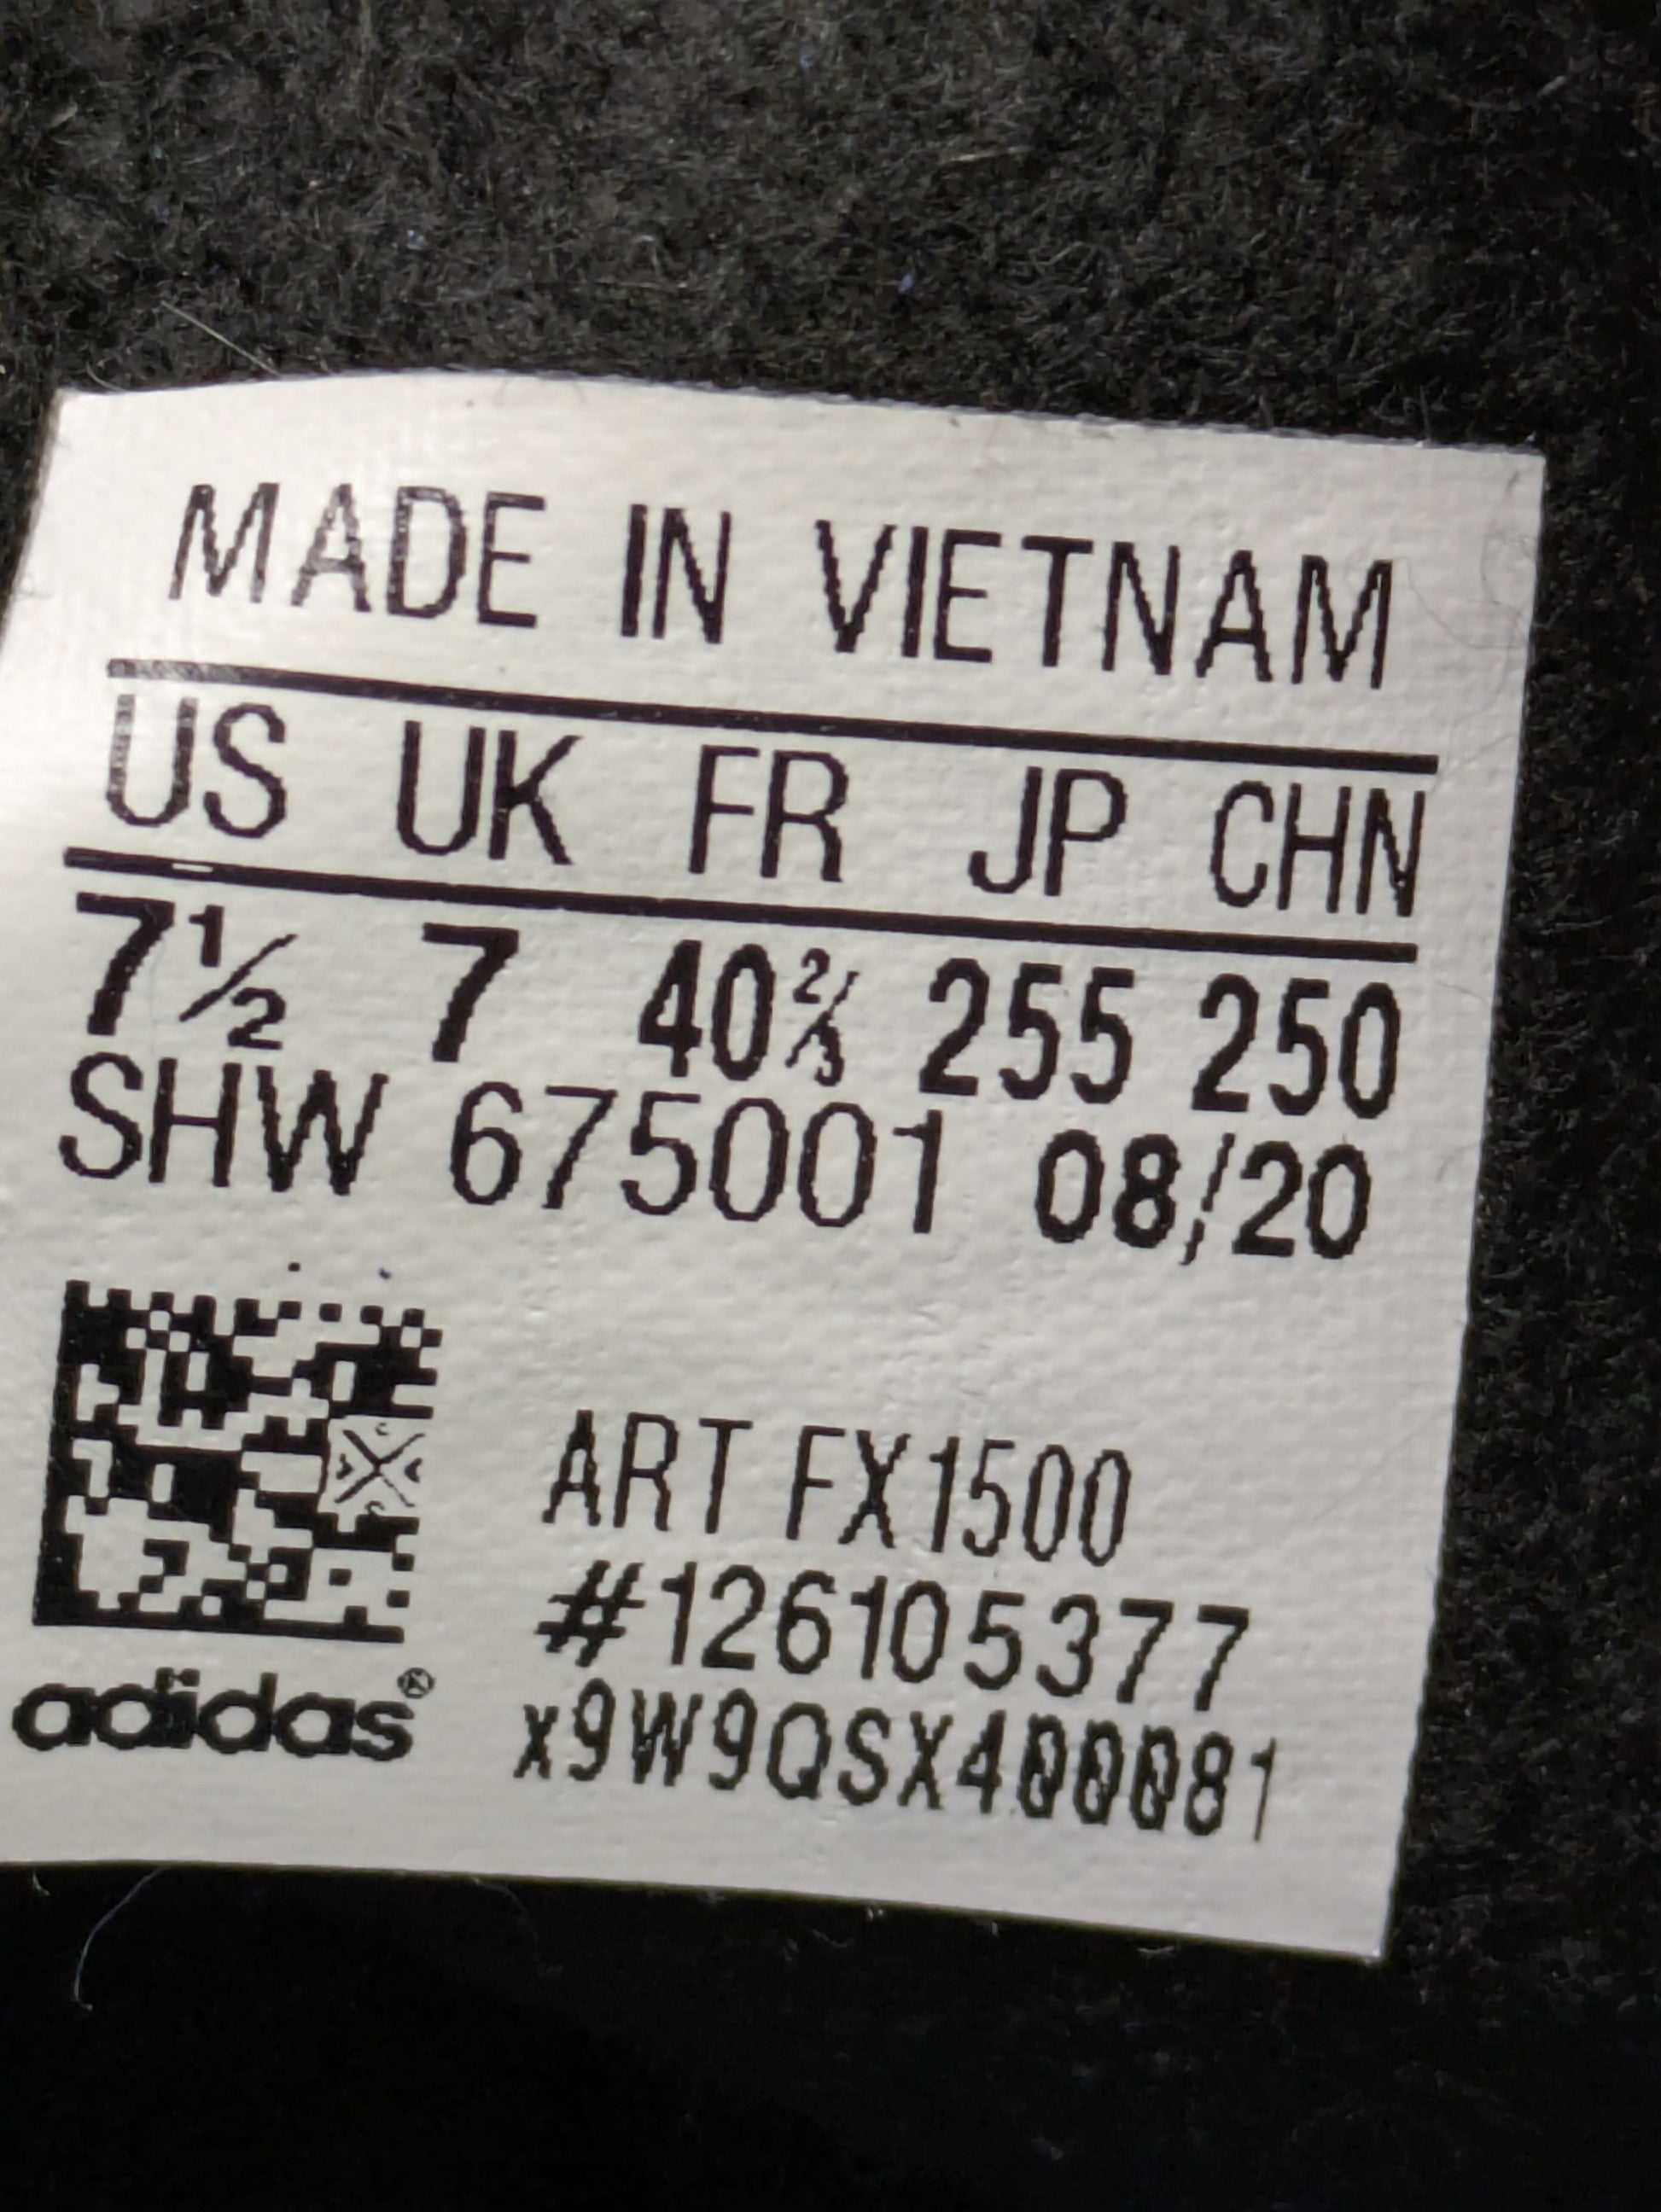 MADE IN VIETNAM
US UK FR JP CHN
7½ 7 40⅔ 255 250
SHW 675001 08/20
ART FX1500
#126105377
adidas®
x9W9QSX400081